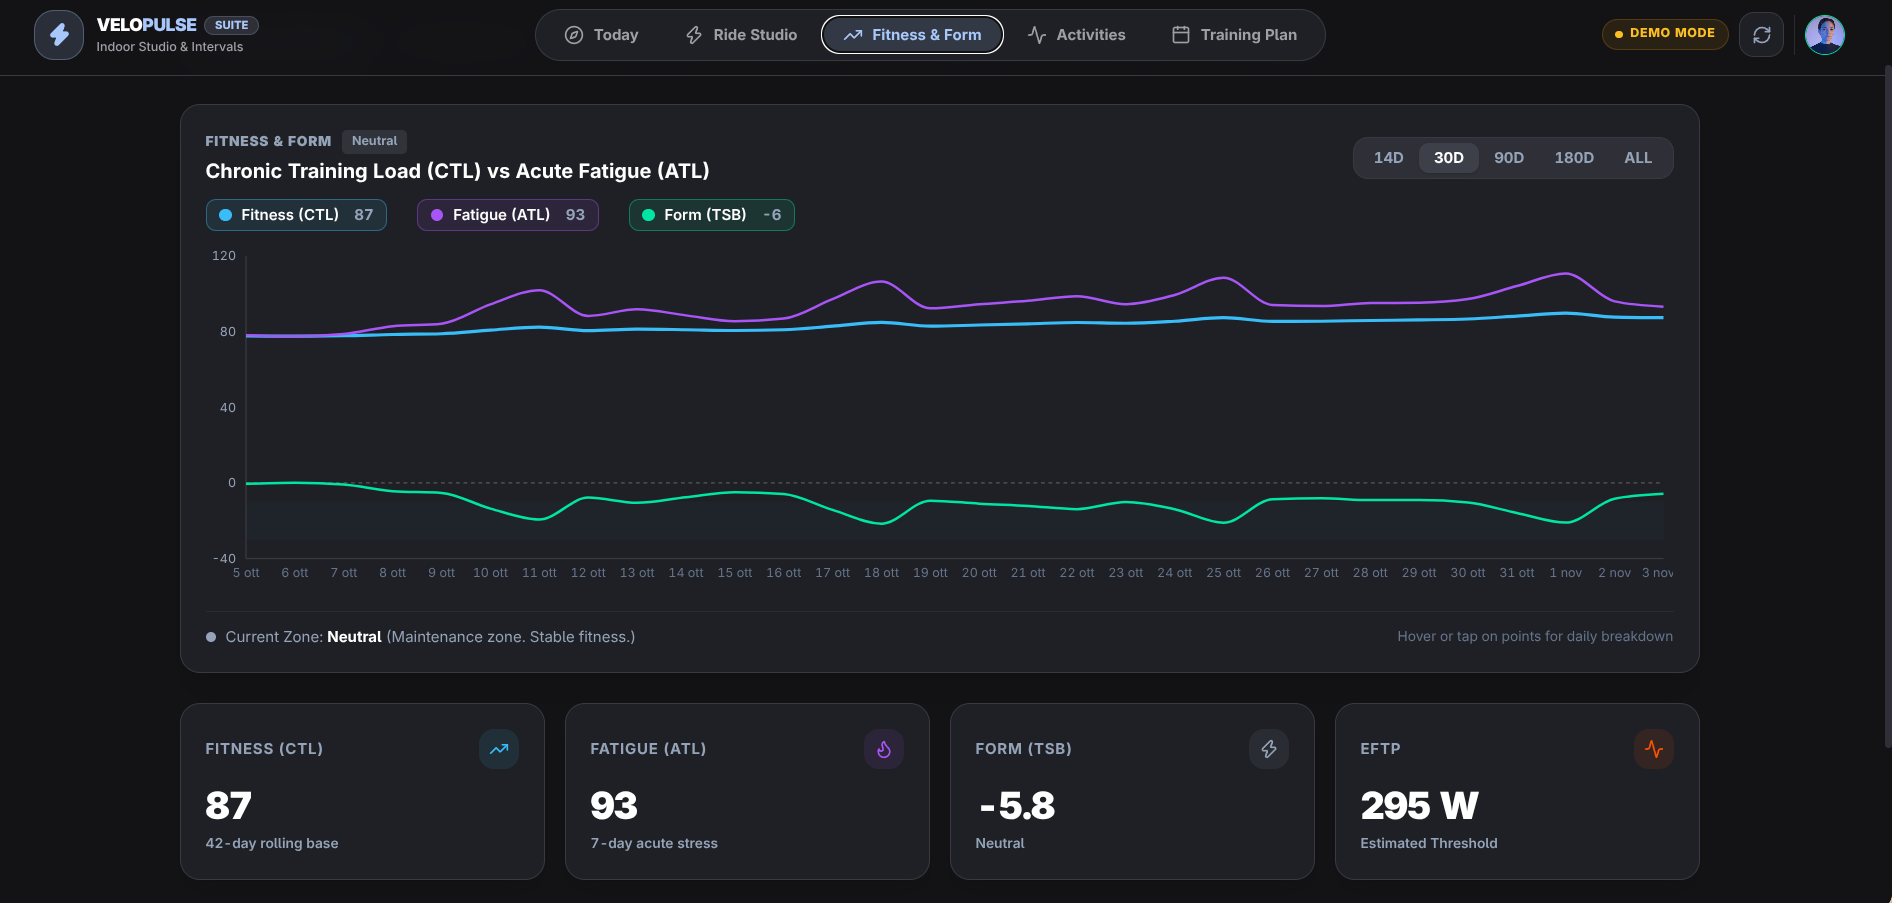 VELOPULSE SUITE
Indoor Studio & Intervals
Today
Ride Studio
Fitness & Form
Activities
Training Plan
DEMO MODE
FITNESS & FORM Neutral
Chronic Training Load (CTL) vs Acute Fatigue (ATL)
14D 30D 90D 180D ALL
Fitness (CTL) 87
Fatigue (ATL) 93
Form (TSB) -6
120
80
40
0
-40
5 ott 6 ott 7 ott 8 ott 9 ott 10 ott 11 ott 12 ott 13 ott 14 ott 15 ott 16 ott 17 ott 18 ott 19 ott 20 ott 21 ott 22 ott 23 ott 24 ott 25 ott 26 ott 27 ott 28 ott 29 ott 30 ott 31 ott 1 nov 2 nov 3 nov
Current Zone: Neutral (Maintenance zone. Stable fitness.)
Hover or tap on points for daily breakdown
FITNESS (CTL)
87
42-day rolling base
FATIGUE (ATL)
93
7-day acute stress
FORM (TSB)
-5.8
Neutral
EFTP
295 W
Estimated Threshold